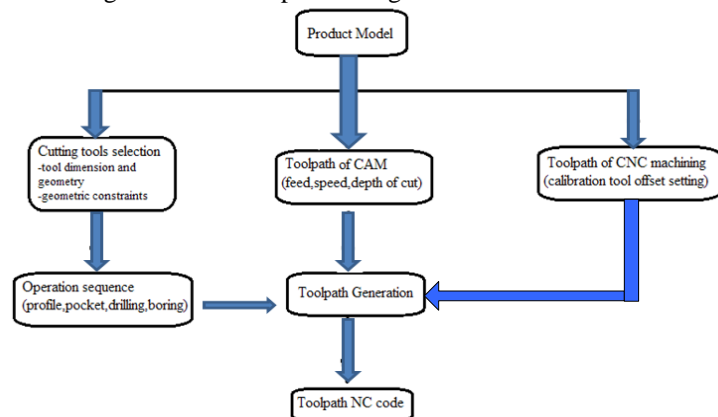 Product Model
Cutting tools selection
-tool dimension and
geometry
-geometric constraints
Toolpath of CAM
(feed,speed,depth of cut)
Toolpath of CNC machining
(calibration tool offset setting)
Operation sequence
(profile,pocket,drilling,boring)
Toolpath Generation
Toolpath NC code